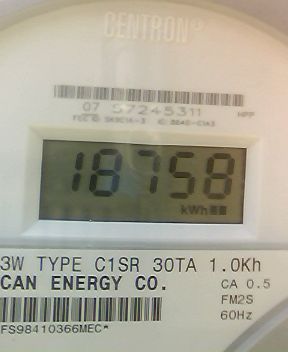 CENTRON
07 57245311 MPP
18758
kWh
3W TYPE C1SR 30TA 1.0Kh
CAN ENERGY CO. CA 0.5
FM2S
60Hz
FS98410366MEC*